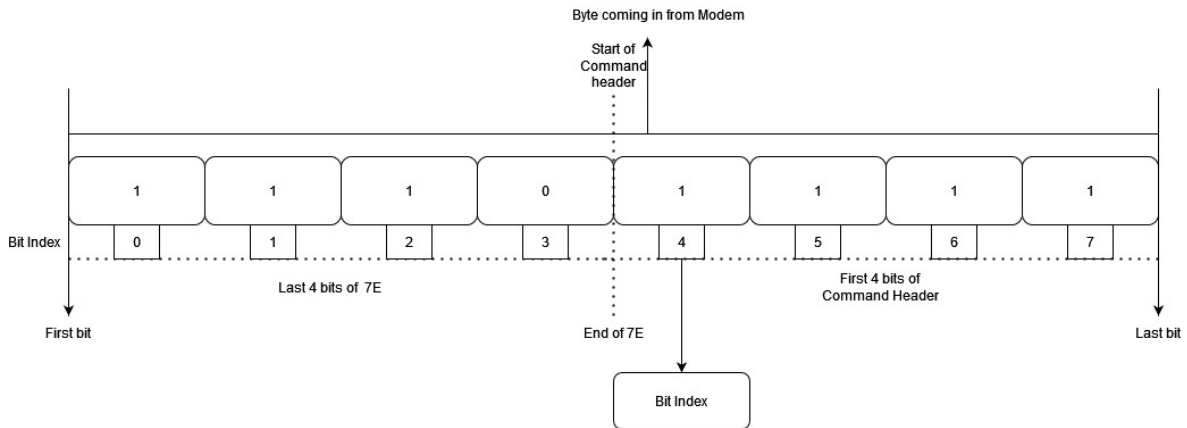 Byte coming in from Modem
Start of
Command
header
1 1 1 0 1 1 1 1
Bit Index 0 1 2 3 4 5 6 7
Last 4 bits of 7E
First 4 bits of
Command Header
First bit
End of 7E
Last bit
Bit Index